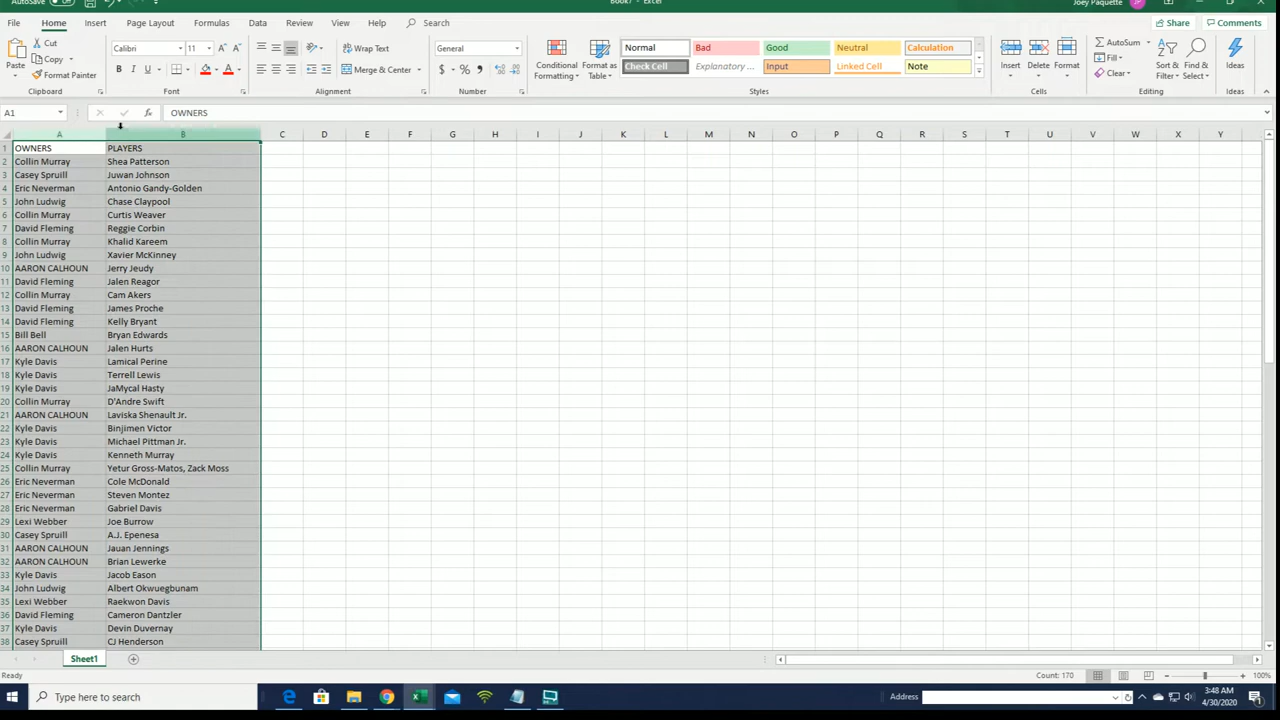 AutoSave Off Book7 - Excel Joey Paquette JP
File Home Insert Page Layout Formulas Data Review View Help Search Share Comments
Cut Calibri 11 Wrap Text General Normal Bad Good Neutral Calculation AutoSum
Copy Paste Conditional Formatting Format as Table Insert Delete Format Fill Sort & Filter Find & Select Ideas
Format Painter B I U Merge & Center $ % , Check Cell Explanatory ... Input Linked Cell Note Clear
Clipboard Font Alignment Number Styles Cells Editing Ideas
A1 fx OWNERS
A B C D E F G H I J K L M N O P Q R S T U V W X Y
1 OWNERS PLAYERS
2 Collin Murray Shea Patterson
3 Casey Spruill Juwan Johnson
4 Eric Neverman Antonio Gandy-Golden
5 John Ludwig Chase Claypool
6 Collin Murray Curtis Weaver
7 David Fleming Reggie Corbin
8 Collin Murray Khalid Kareem
9 John Ludwig Xavier McKinney
10 AARON CALHOUN Jerry Jeudy
11 David Fleming Jalen Reagor
12 Collin Murray Cam Akers
13 David Fleming James Proche
14 David Fleming Kelly Bryant
15 Bill Bell Bryan Edwards
16 AARON CALHOUN Jalen Hurts
17 Kyle Davis Lamical Perine
18 Kyle Davis Terrell Lewis
19 Kyle Davis JaMycal Hasty
20 Collin Murray D'Andre Swift
21 AARON CALHOUN Laviska Shenault Jr.
22 Kyle Davis Binjimen Victor
23 Kyle Davis Michael Pittman Jr.
24 Kyle Davis Kenneth Murray
25 Collin Murray Yetur Gross-Matos, Zack Moss
26 Eric Neverman Cole McDonald
27 Eric Neverman Steven Montez
28 Eric Neverman Gabriel Davis
29 Lexi Webber Joe Burrow
30 Casey Spruill A.J. Epenesa
31 AARON CALHOUN Jauan Jennings
32 AARON CALHOUN Brian Lewerke
33 Kyle Davis Jacob Eason
34 John Ludwig Albert Okwuegbunam
35 Lexi Webber Raekwon Davis
36 David Fleming Cameron Dantzler
37 Kyle Davis Devin Duvernay
38 Casey Spruill CJ Henderson
Sheet1
Ready Count: 170 100%
Type here to search Address 3:48 AM
4/30/2020